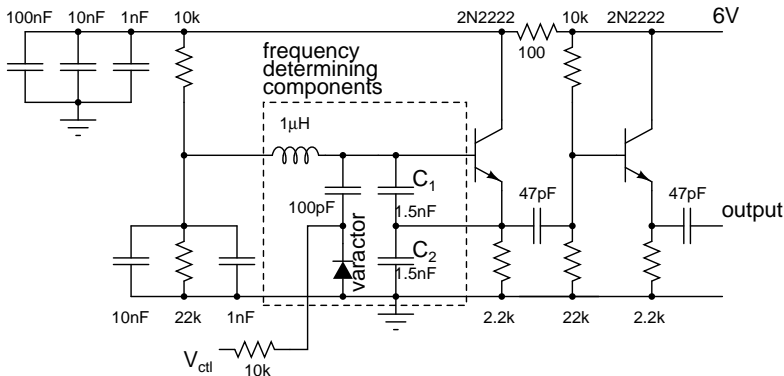 2N2222
10k
2N2222
6V
100nF
10nF
1nF
10k
frequency
determining
components
100
1μH
C1
100pF
1.5nF
47pF
47pF
output
varactor
C2
1.5nF
10nF
22k
1nF
2.2k
22k
2.2k
Vctl
10k